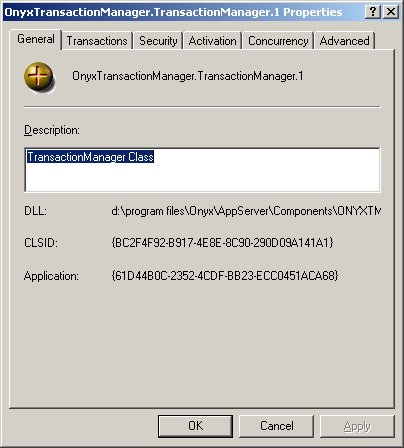 OnyxTransactionManager.TransactionManager.1 Properties
General Transactions Security Activation Concurrency Advanced
OnyxTransactionManager.TransactionManager.1
Description:
TransactionManager Class
DLL: d:\program files\Onyx\AppServer\Components\ONYXTM
CLSID: {BC2F4F92-B917-4E8E-8C90-290D09A141A1}
Application: {61D44B0C-2352-4CDF-BB23-ECC0451ACA68}
OK Cancel Apply